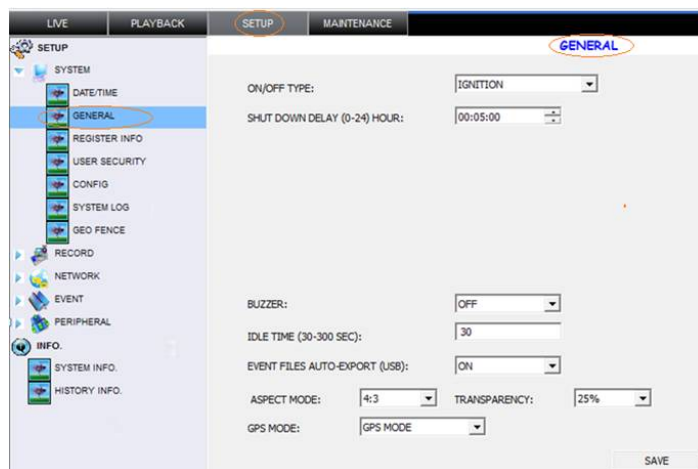 LIVE PLAYBACK SETUP MAINTENANCE
SETUP
GENERAL
SYSTEM
DATE/TIME
GENERAL
REGISTER INFO
USER SECURITY
CONFIG
SYSTEM LOG
GEO FENCE
RECORD
NETWORK
EVENT
PERIPHERAL
INFO.
SYSTEM INFO.
HISTORY INFO.
ON/OFF TYPE: IGNITION
SHUT DOWN DELAY (0-24) HOUR: 00:05:00
BUZZER: OFF
IDLE TIME (30-300 SEC): 30
EVENT FILES AUTO-EXPORT (USB): ON
ASPECT MODE: 4:3 TRANSPARENCY: 25%
GPS MODE: GPS MODE
SAVE